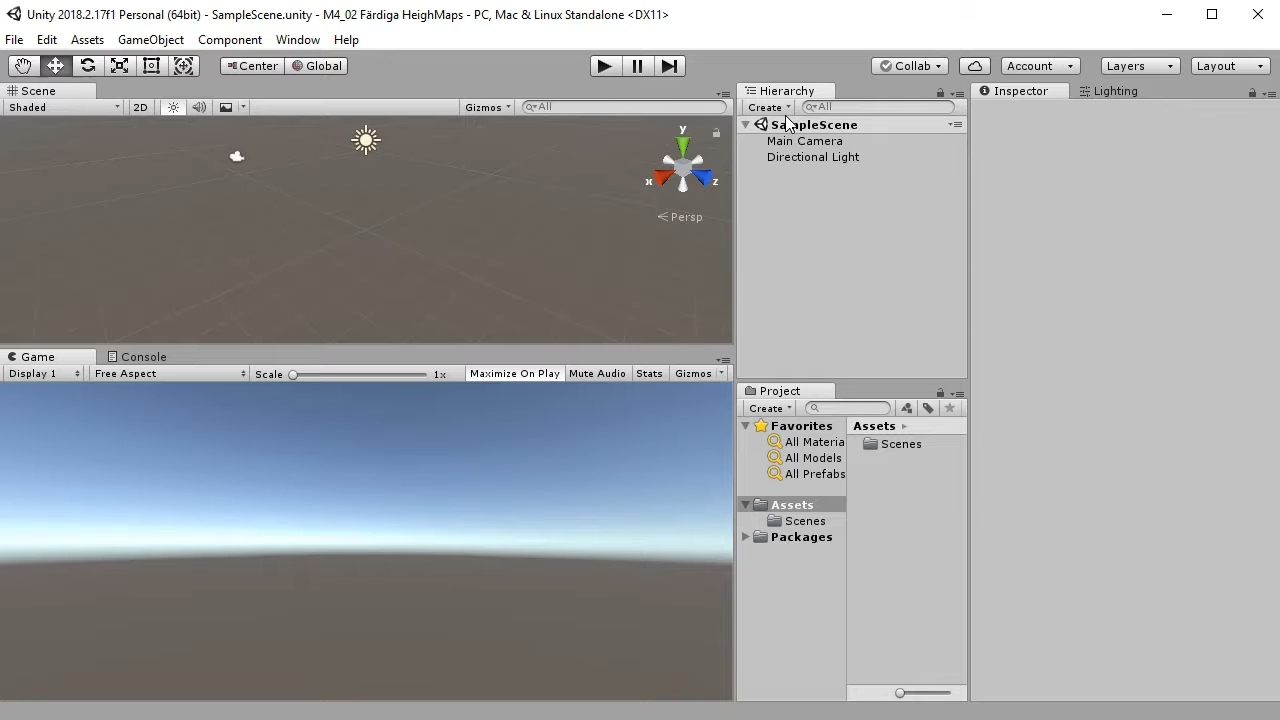 Unity 2018.2.17f1 Personal (64bit) - SampleScene.unity - M4_02 Färdiga HeighMaps - PC, Mac & Linux Standalone <DX11>
File Edit Assets GameObject Component Window Help
Center Global Collab Account Layers Layout
Scene
Shaded 2D Gizmos All
y
x z
Persp
Game Console
Display 1 Free Aspect Scale 1x Maximize On Play Mute Audio Stats Gizmos
Hierarchy
Create All
SampleScene
Main Camera
Directional Light
Project
Create
Favorites
All Materia
All Models
All Prefabs
Assets
Scenes
Packages
Assets
Scenes
Inspector Lighting